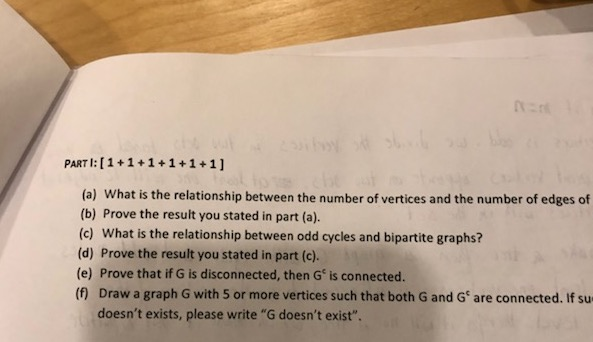 PART I: [1+1+1+1+1+1]
(a) What is the relationship between the number of vertices and the number of edges of
(b) Prove the result you stated in part (a).
(c) What is the relationship between odd cycles and bipartite graphs?
(d) Prove the result you stated in part (c).
(e) Prove that if G is disconnected, then Gᶜ is connected.
(f) Draw a graph G with 5 or more vertices such that both G and Gᶜ are connected. If su
doesn't exists, please write "G doesn't exist".